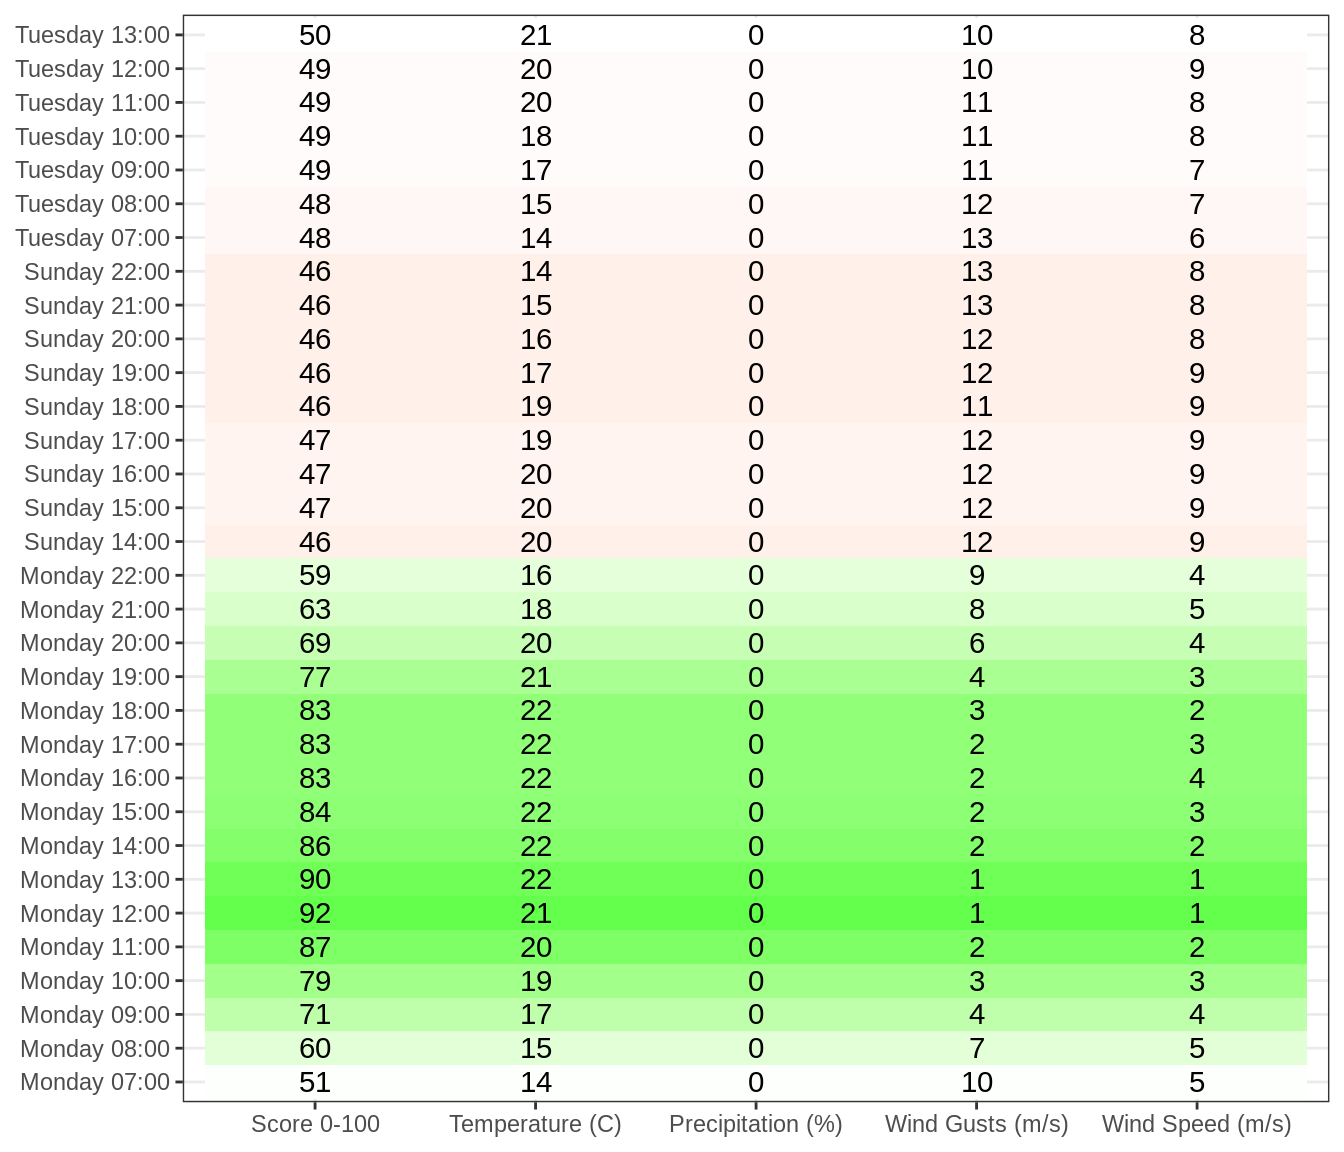 Tuesday 13:00 50 21 0 10 8
Tuesday 12:00 49 20 0 10 9
Tuesday 11:00 49 20 0 11 8
Tuesday 10:00 49 18 0 11 8
Tuesday 09:00 49 17 0 11 7
Tuesday 08:00 48 15 0 12 7
Tuesday 07:00 48 14 0 13 6
Sunday 22:00 46 14 0 13 8
Sunday 21:00 46 15 0 13 8
Sunday 20:00 46 16 0 12 8
Sunday 19:00 46 17 0 12 9
Sunday 18:00 46 19 0 11 9
Sunday 17:00 47 19 0 12 9
Sunday 16:00 47 20 0 12 9
Sunday 15:00 47 20 0 12 9
Sunday 14:00 46 20 0 12 9
Monday 22:00 59 16 0 9 4
Monday 21:00 63 18 0 8 5
Monday 20:00 69 20 0 6 4
Monday 19:00 77 21 0 4 3
Monday 18:00 83 22 0 3 2
Monday 17:00 83 22 0 2 3
Monday 16:00 83 22 0 2 4
Monday 15:00 84 22 0 2 3
Monday 14:00 86 22 0 2 2
Monday 13:00 90 22 0 1 1
Monday 12:00 92 21 0 1 1
Monday 11:00 87 20 0 2 2
Monday 10:00 79 19 0 3 3
Monday 09:00 71 17 0 4 4
Monday 08:00 60 15 0 7 5
Monday 07:00 51 14 0 10 5
Score 0-100 Temperature (C) Precipitation (%) Wind Gusts (m/s) Wind Speed (m/s)